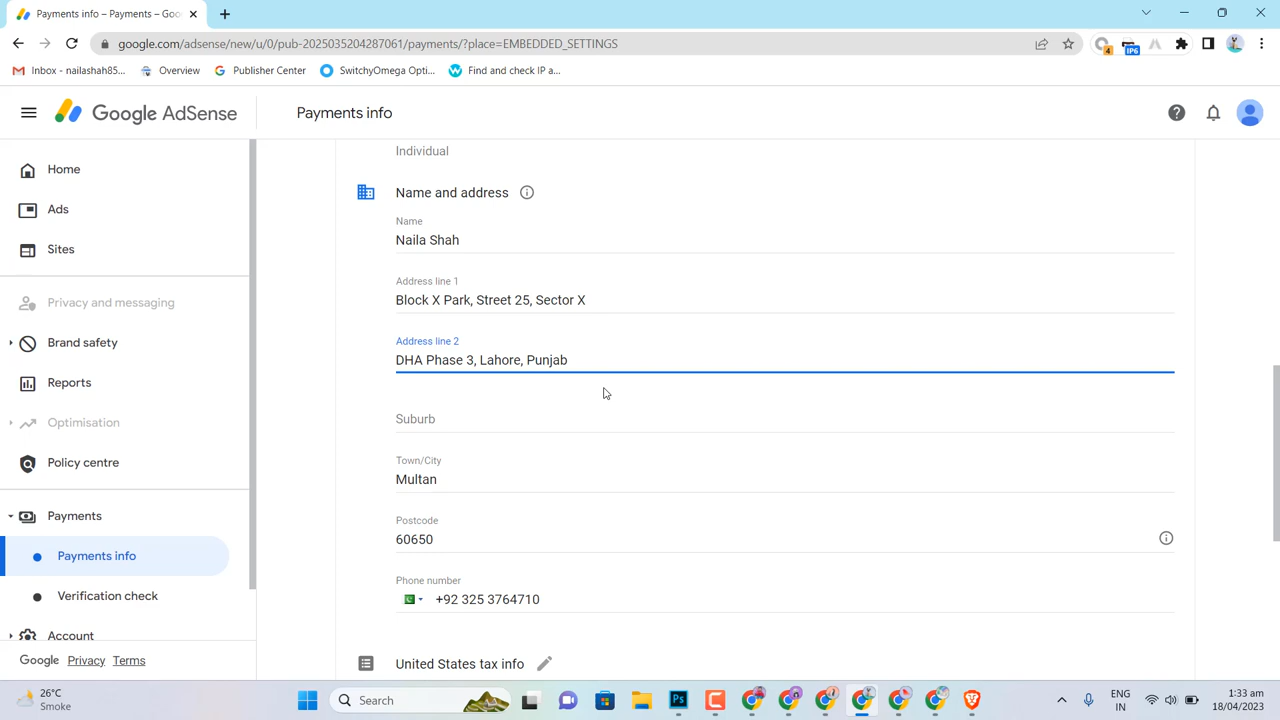 Payments info – Payments – Goo
google.com/adsense/new/u/0/pub-2025035204287061/payments/?place=EMBEDDED_SETTINGS
4
IP6
Inbox - nailashah85...
Overview
Publisher Center
SwitchyOmega Opti...
Find and check IP a...
Google AdSense
Payments info
Home
Ads
Sites
Privacy and messaging
Brand safety
Reports
Optimisation
Policy centre
Payments
Payments info
Verification check
Account
Google Privacy Terms
Individual
Name and address
Name
Naila Shah
Address line 1
Block X Park, Street 25, Sector X
Address line 2
DHA Phase 3, Lahore, Punjab
Suburb
Town/City
Multan
Postcode
60650
Phone number
+92 325 3764710
United States tax info
26°C
Smoke
Search
ENG
IN
1:33 am
18/04/2023